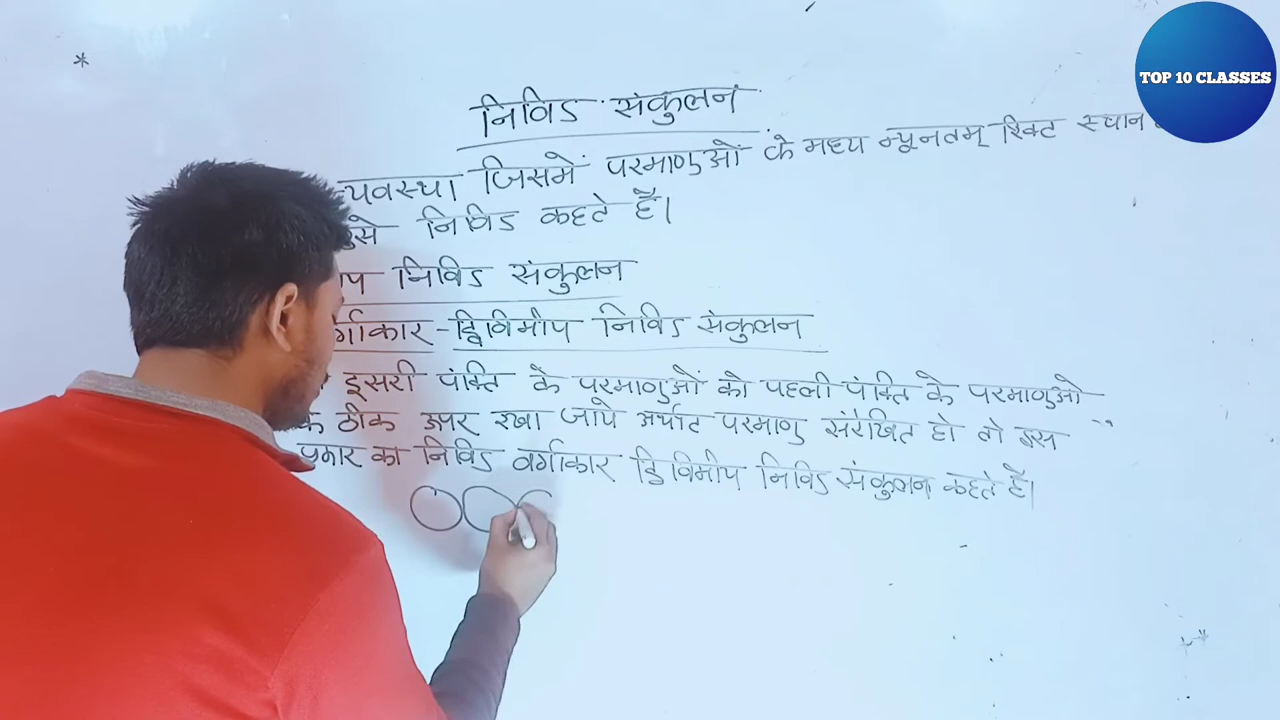 TOP 10 CLASSES
निविड संकुलन
व्यवस्था जिसमें परमाणुओं के मध्य न्यूनतम् रिक्ट स्थान
उसे निविड कहते है।
निविड संकुलन
वर्गाकार - द्विविमीय निविड संकुलन
दूसरी पंक्ति के परमाणुओं को पहली पंक्ति के परमाणुओ
के ठीक ऊपर रखा जाये अर्थात परमाणु संरेखित हो तो इस
प्रकार का निविड वर्गाकार द्विविमीय निविड संकुलन कहते है।